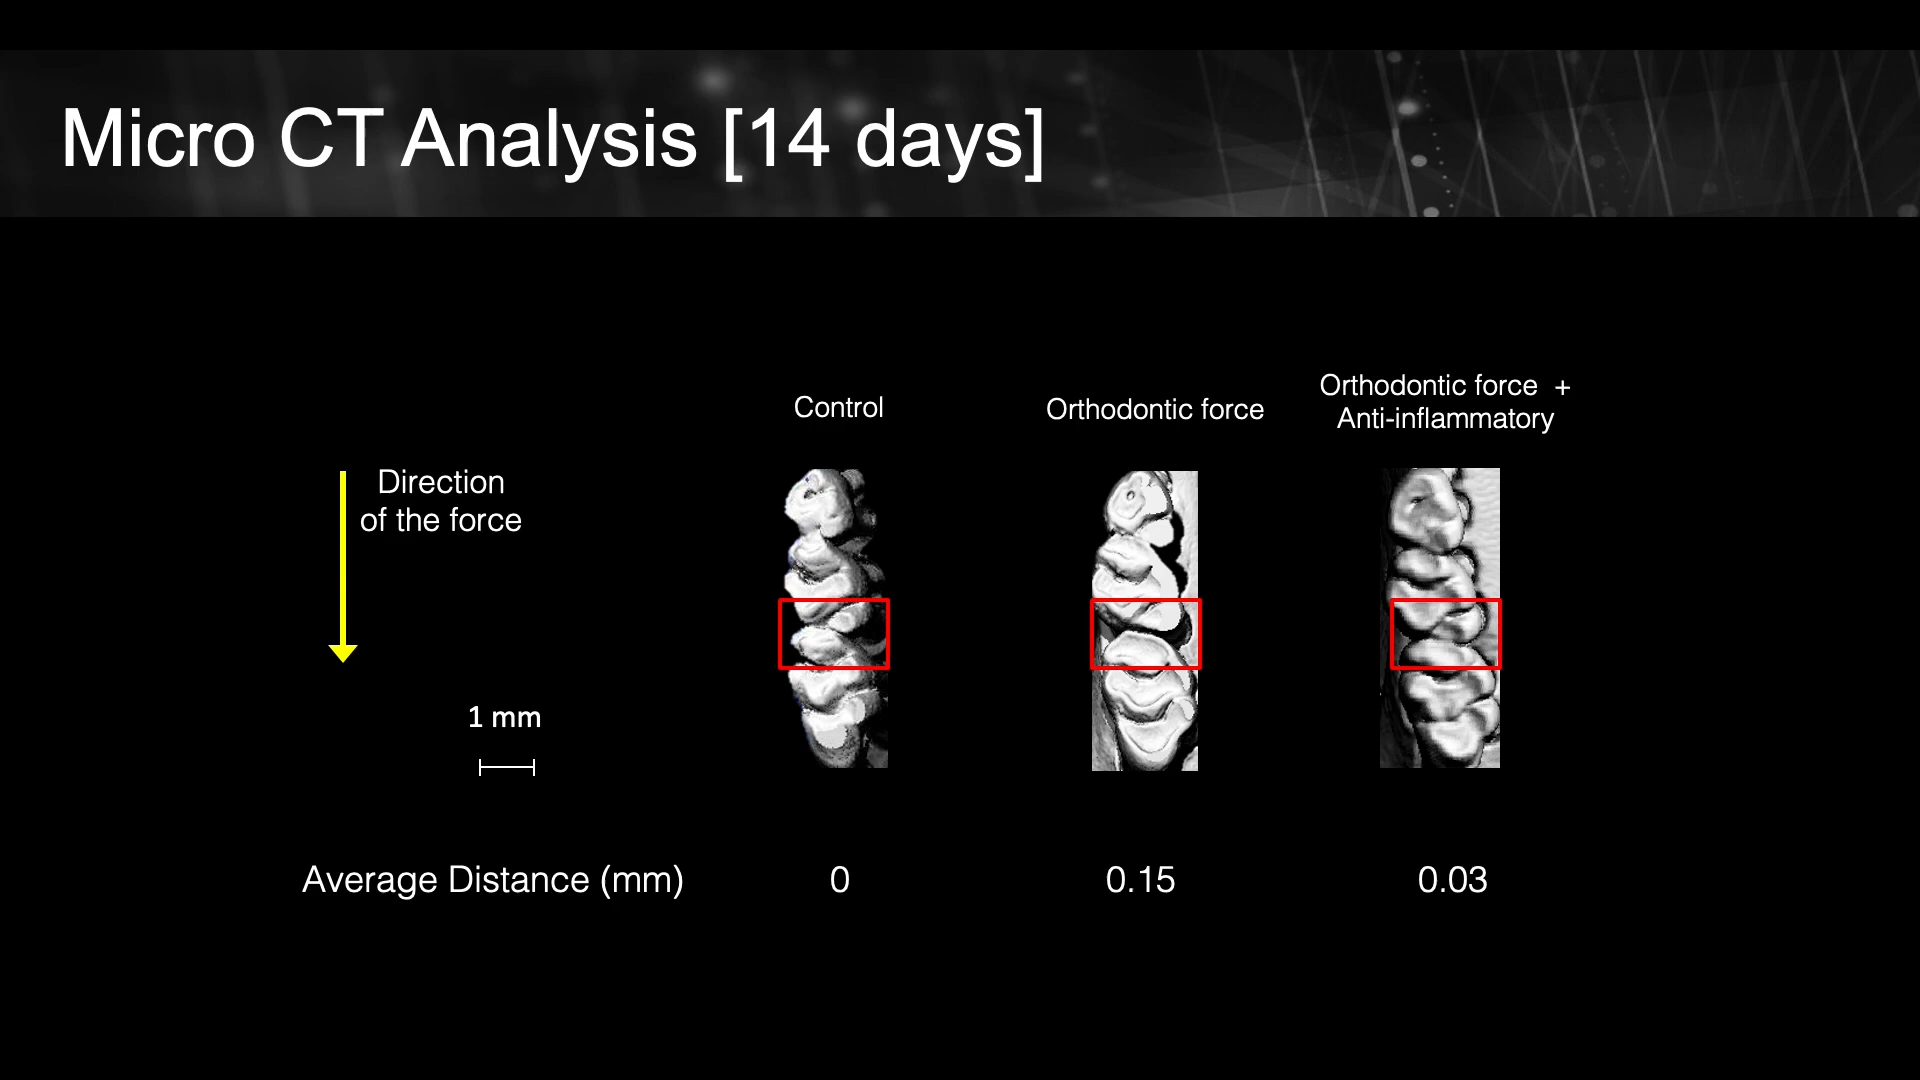 Micro CT Analysis [14 days]
Control
Orthodontic force
Orthodontic force +
Anti-inflammatory
Direction
of the force
1 mm
Average Distance (mm) 0 0.15 0.03